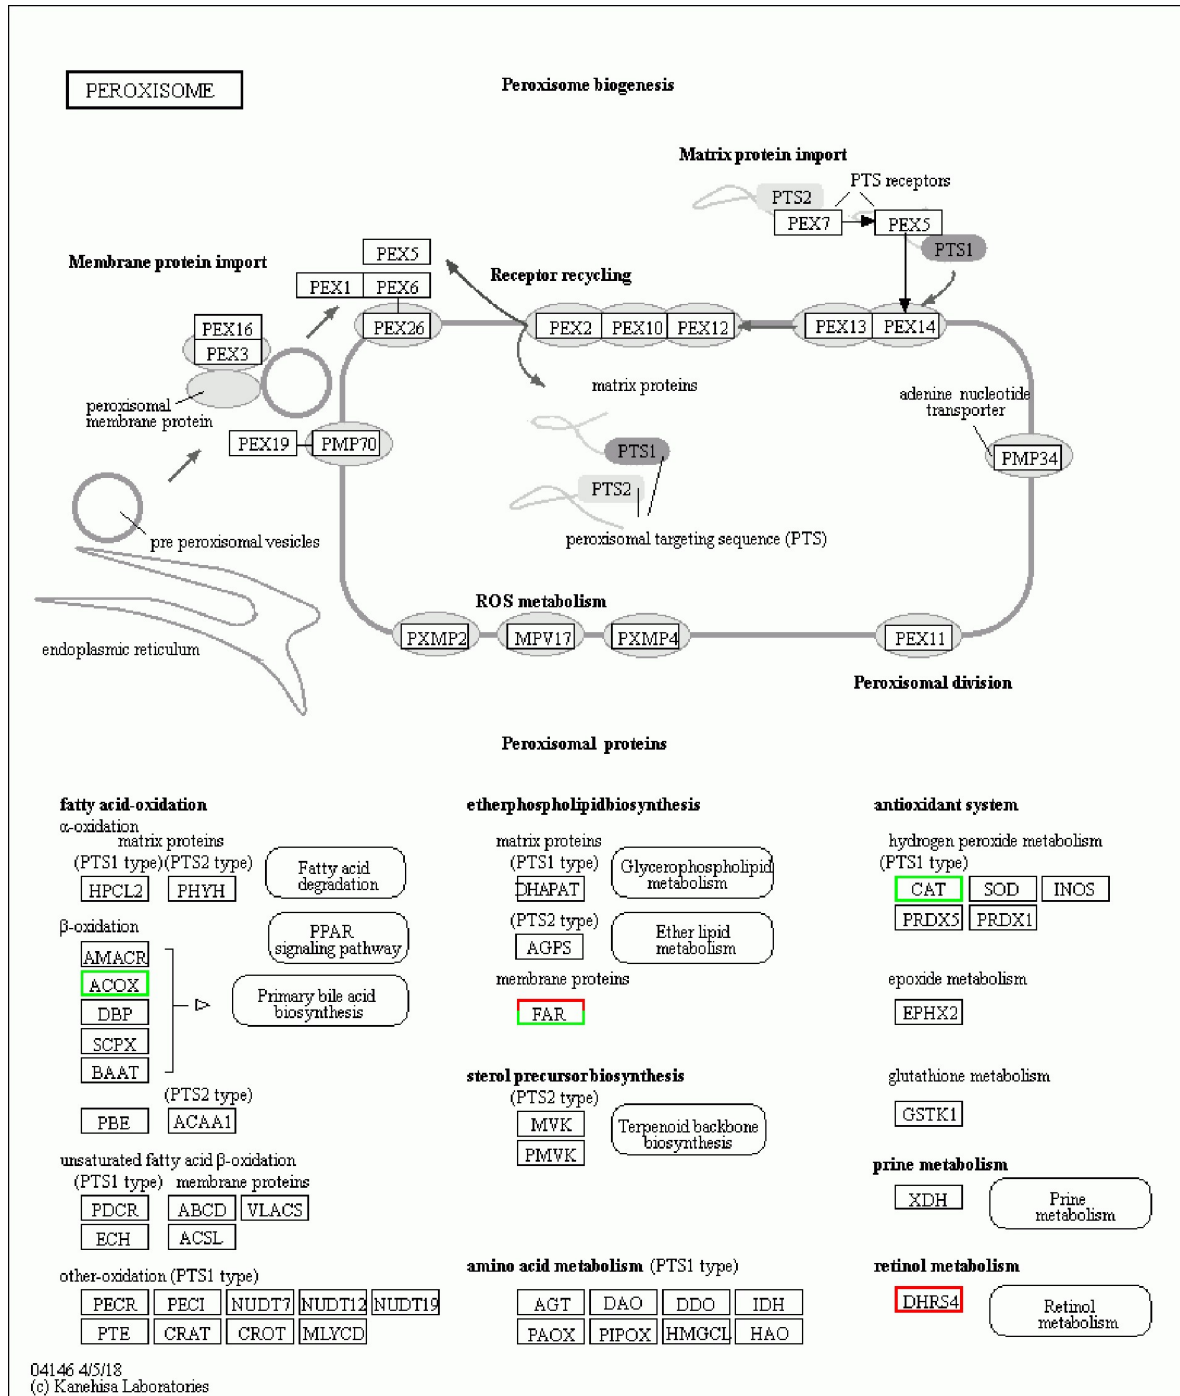 PEROXISOME
Peroxisome biogenesis
Matrix protein import
PTS receptors
PTS2
PEX7
PEX5
PTS1
Membrane protein import
PEX5
PEX1
PEX6
Receptor recycling
PEX16
PEX3
PEX26
PEX2
PEX10
PEX12
PEX13
PEX14
peroxisomal
membrane protein
matrix proteins
adenine nucleotide
transporter
PEX19
PMP70
PTS1
PMP34
PTS2
pre peroxisomal vesicles
peroxisomal targeting sequence (PTS)
endoplasmic reticulum
ROS metabolism
PXMP2
MPV17
PXMP4
PEX11
Peroxisomal division
Peroxisomal proteins
fatty acid-oxidation
α-oxidation
matrix proteins
(PTS1 type)
(PTS2 type)
HPCL2
PHYH
Fatty acid
degradation
β-oxidation
PPAR
signaling pathway
AMACR
ACOX
DBP
SCPX
BAAT
Primary bile acid
biosynthesis
(PTS2 type)
PBE
ACAA1
unsaturated fatty acid β-oxidation
(PTS1 type)
membrane proteins
PDCR
ABCD
VLACS
ECH
ACSL
other-oxidation (PTS1 type)
PECR
PECI
NUDT7
NUDT12
NUDT19
PTE
CRAT
CROT
MLYCD
etherphospholipidbiosynthesis
matrix proteins
(PTS1 type)
DHAPAT
Glycerophospholipid
metabolism
(PTS2 type)
AGPS
Ether lipid
metabolism
membrane proteins
FAR
sterol precursorbiosynthesis
(PTS2 type)
MVK
PMVK
Terpenoid backbone
biosynthesis
amino acid metabolism (PTS1 type)
AGT
DAO
DDO
IDH
PAOX
PIPOX
HMGCL
HAO
antioxidant system
hydrogen peroxide metabolism
(PTS1 type)
CAT
SOD
INOS
PRDX5
PRDX1
epoxide metabolism
EPHX2
glutathione metabolism
GSTK1
prine metabolism
XDH
Prine
metabolism
retinol metabolism
DHRS4
Retinol
metabolism
04146 4/5/18
(c) Kanehisa Laboratories